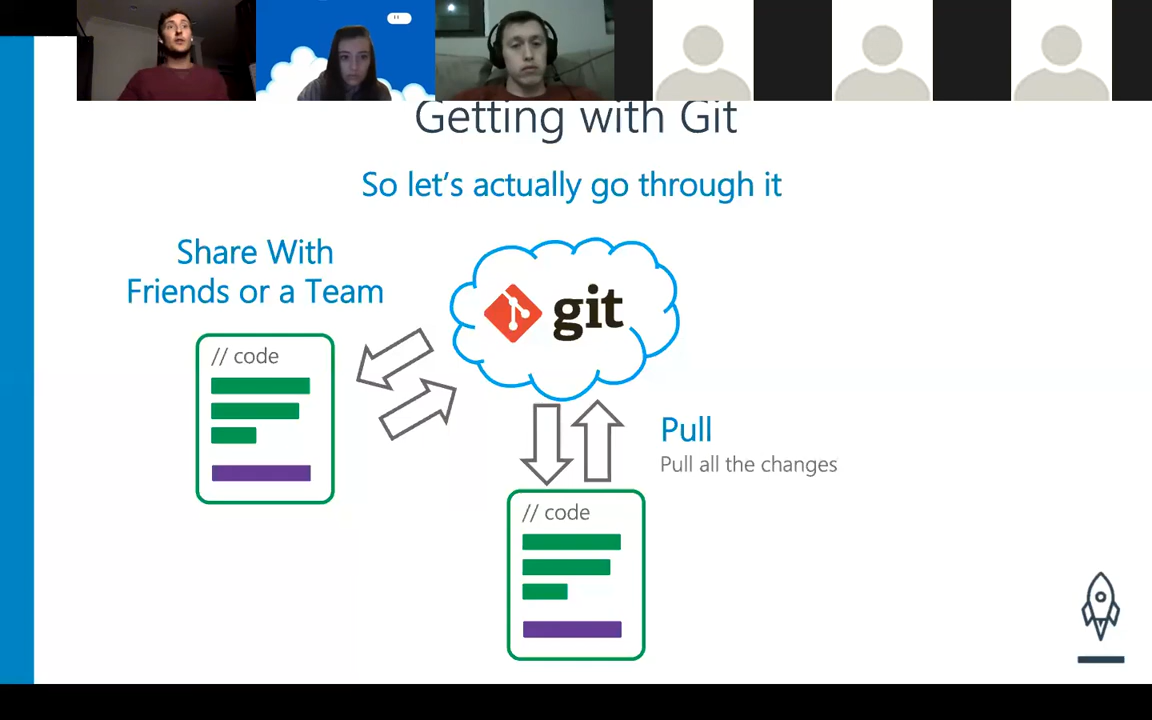 Getting with Git
So let's actually go through it
Share With
Friends or a Team
git
// code
Pull
Pull all the changes
// code